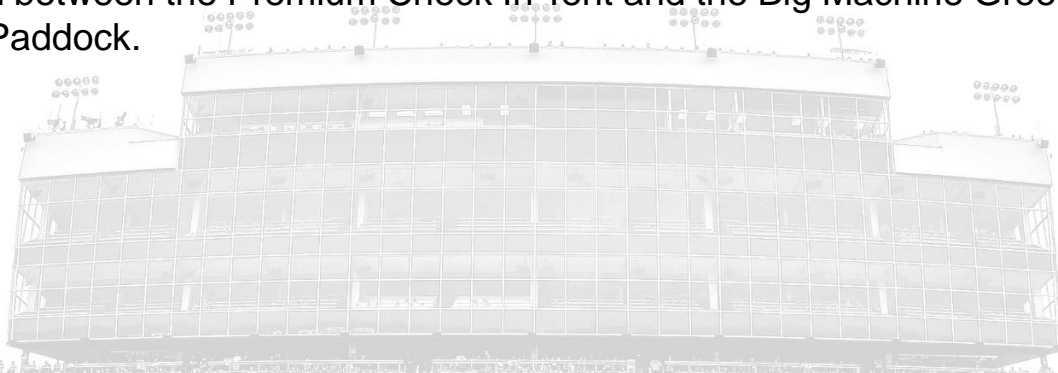 between the Premium Check In Tent and the Big Machine
Paddock.